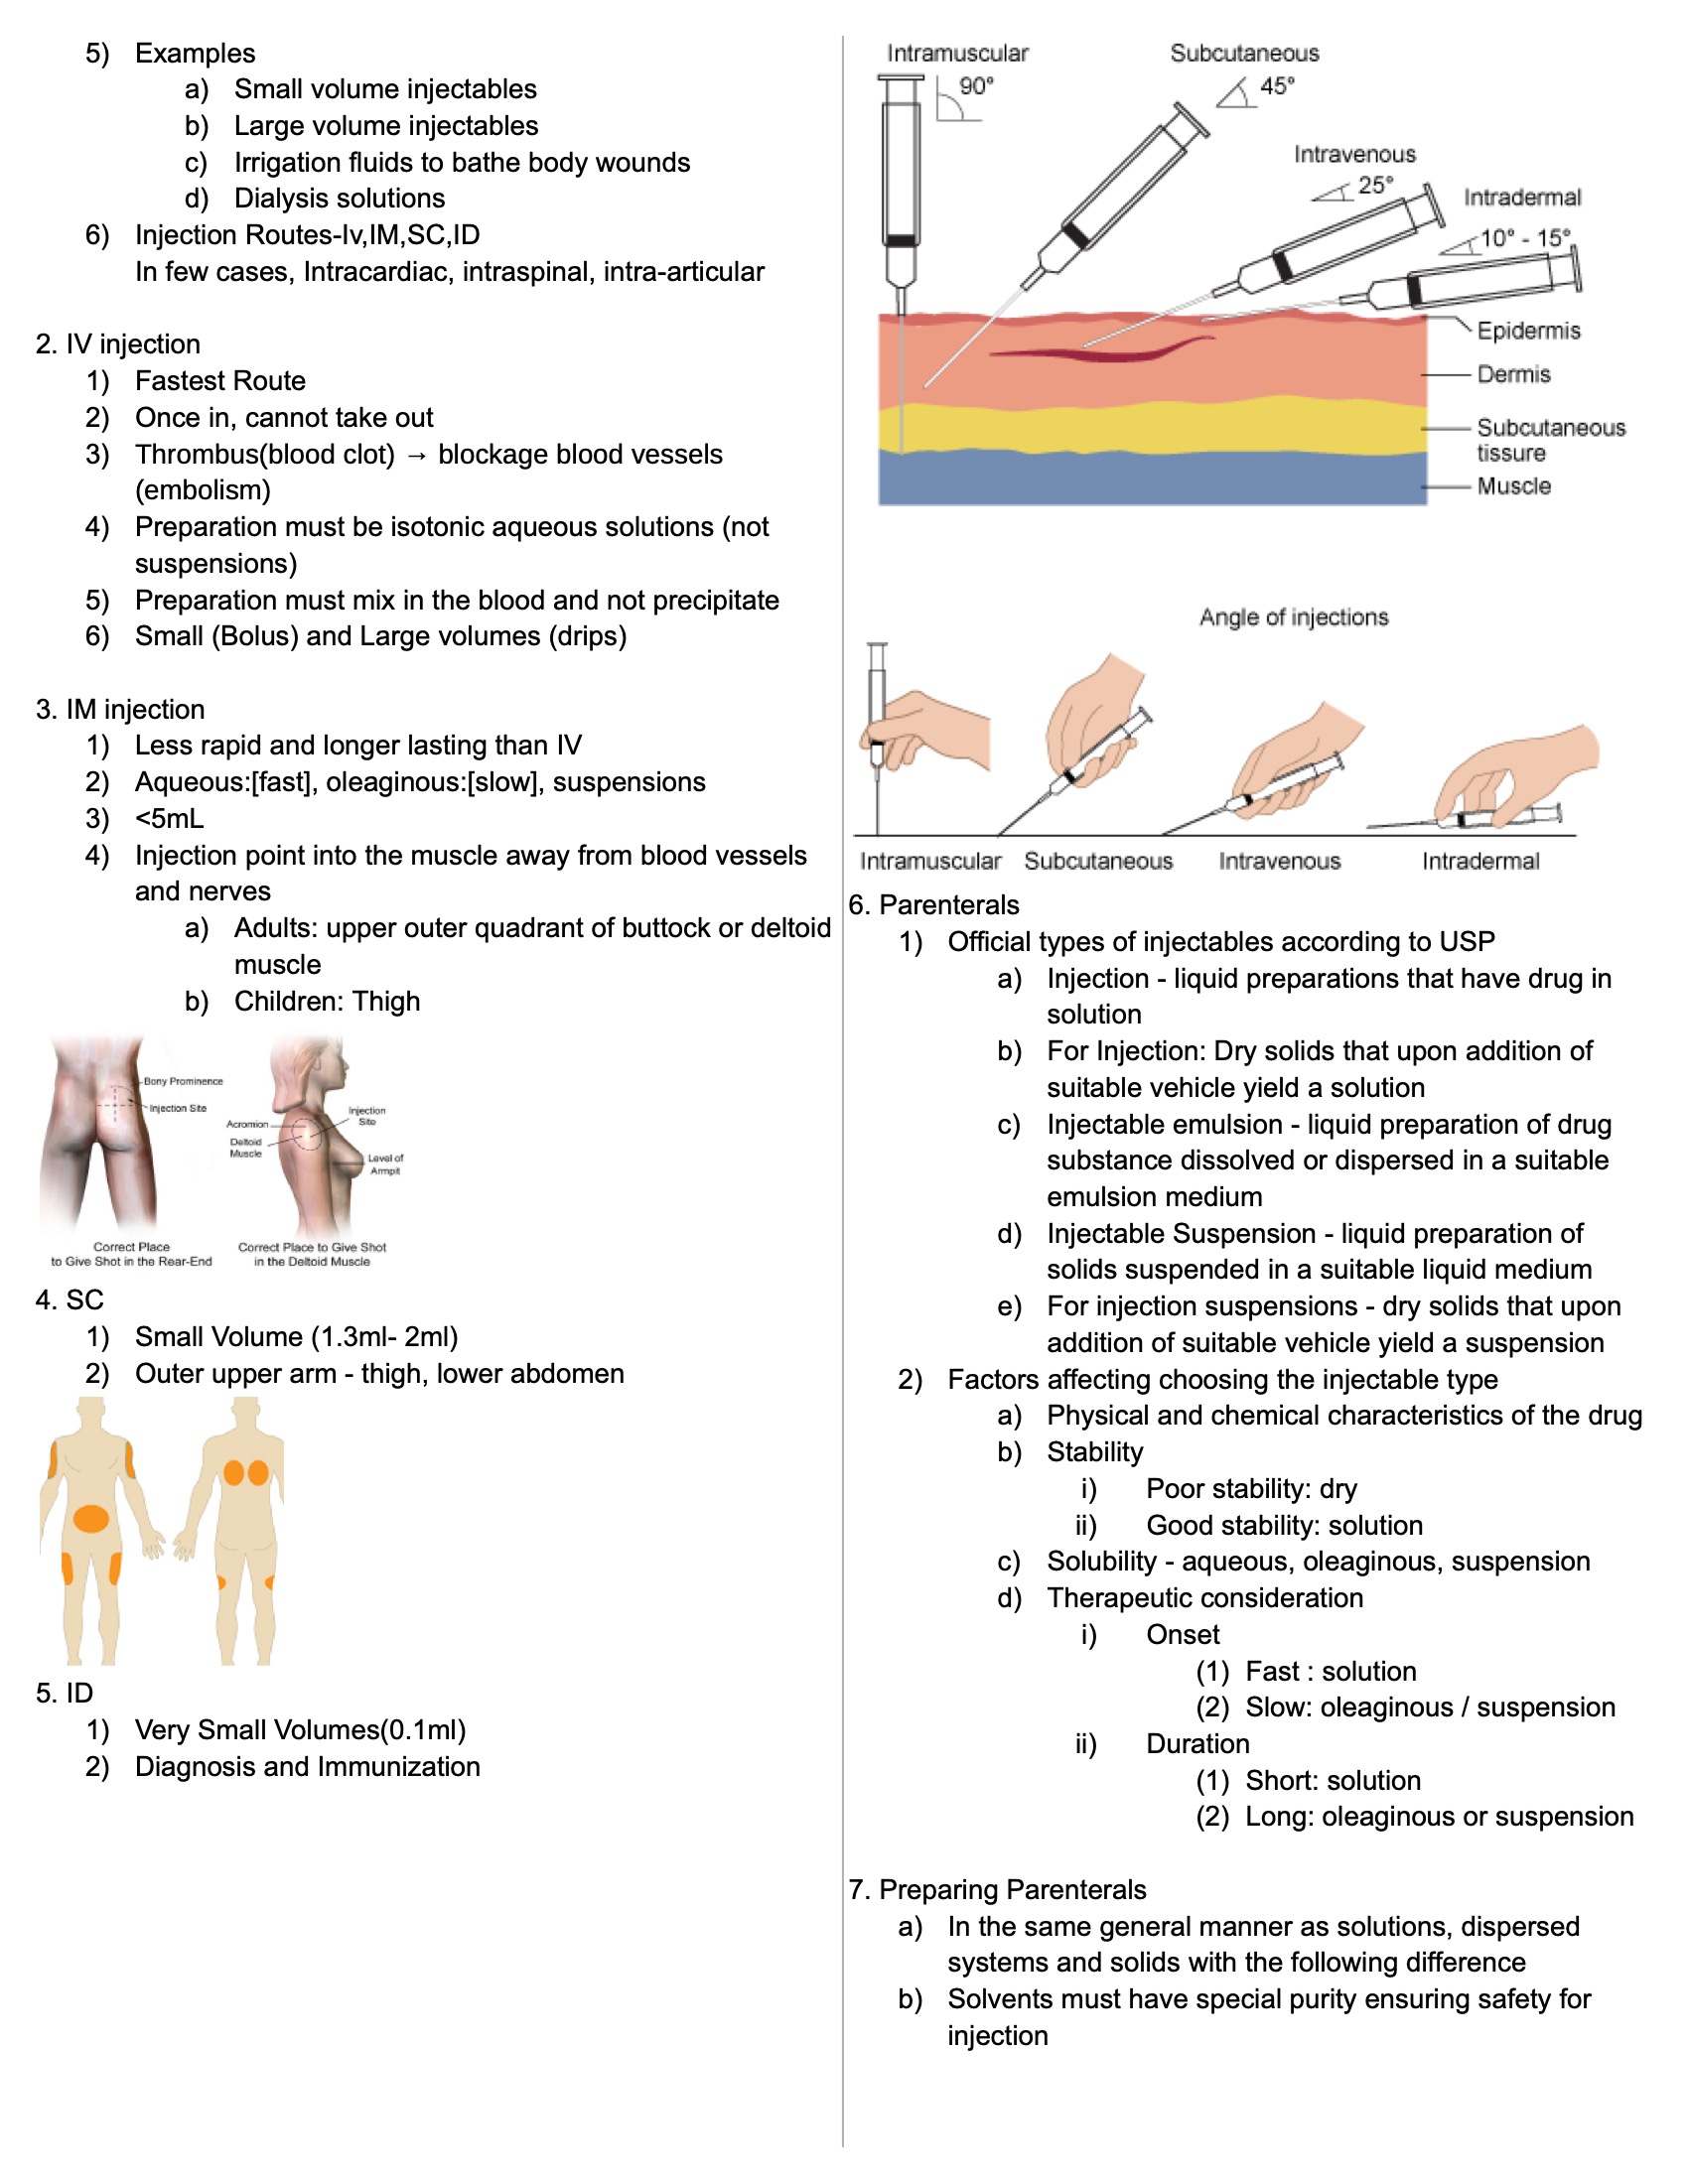 5) Examples
a) Small volume injectables
b) Large volume injectables
c) Irrigation fluids to bathe body wounds
d) Dialysis solutions
6) Injection Routes-Iv,IM,SC,ID
In few cases, Intracardiac, intraspinal, intra-articular
2. IV injection
1) Fastest Route
2) Once in, cannot take out
3) Thrombus(blood clot) → blockage blood vessels
(embolism)
4) Preparation must be isotonic aqueous solutions (not
suspensions)
5) Preparation must mix in the blood and not precipitate
6) Small (Bolus) and Large volumes (drips)
3. IM injection
1) Less rapid and longer lasting than IV
2) Aqueous:[fast], oleaginous:[slow], suspensions
3) <5mL
4) Injection point into the muscle away from blood vessels
and nerves
a) Adults: upper outer quadrant of buttock or deltoid
muscle
b) Children: Thigh
Bony Prominence
Injection Site
Correct Place
to Give Shot in the Rear-End
Injection
Site
Acromion
Deltoid
Muscle
Level of
Armpit
Correct Place to Give Shot
in the Deltoid Muscle
4. SC
1) Small Volume (1.3ml- 2ml)
2) Outer upper arm - thigh, lower abdomen
5. ID
1) Very Small Volumes(0.1ml)
2) Diagnosis and Immunization
Intramuscular
90°
Subcutaneous
45°
Intravenous
25°
Intradermal
10° - 15°
Epidermis
Dermis
Subcutaneous
tissure
Muscle
Angle of injections
Intramuscular Subcutaneous Intravenous Intradermal
6. Parenterals
1) Official types of injectables according to USP
a) Injection - liquid preparations that have drug in
solution
b) For Injection: Dry solids that upon addition of
suitable vehicle yield a solution
c) Injectable emulsion - liquid preparation of drug
substance dissolved or dispersed in a suitable
emulsion medium
d) Injectable Suspension - liquid preparation of
solids suspended in a suitable liquid medium
e) For injection suspensions - dry solids that upon
addition of suitable vehicle yield a suspension
2) Factors affecting choosing the injectable type
a) Physical and chemical characteristics of the drug
b) Stability
i) Poor stability: dry
ii) Good stability: solution
c) Solubility - aqueous, oleaginous, suspension
d) Therapeutic consideration
i) Onset
(1) Fast : solution
(2) Slow: oleaginous / suspension
ii) Duration
(1) Short: solution
(2) Long: oleaginous or suspension
7. Preparing Parenterals
a) In the same general manner as solutions, dispersed
systems and solids with the following difference
b) Solvents must have special purity ensuring safety for
injection